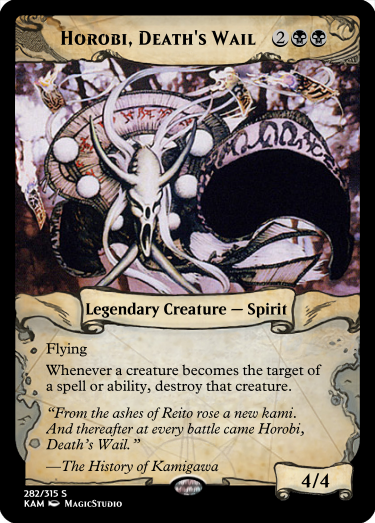 Horobi, Death's Wail 2
Legendary Creature — Spirit
Flying
Whenever a creature becomes the target of
a spell or ability, destroy that creature.
“From the ashes of Reito rose a new kami.
And thereafter at every battle came Horobi,
Death’s Wail.”
—The History of Kamigawa
4/4
282/315 S
KAM MagicStudio